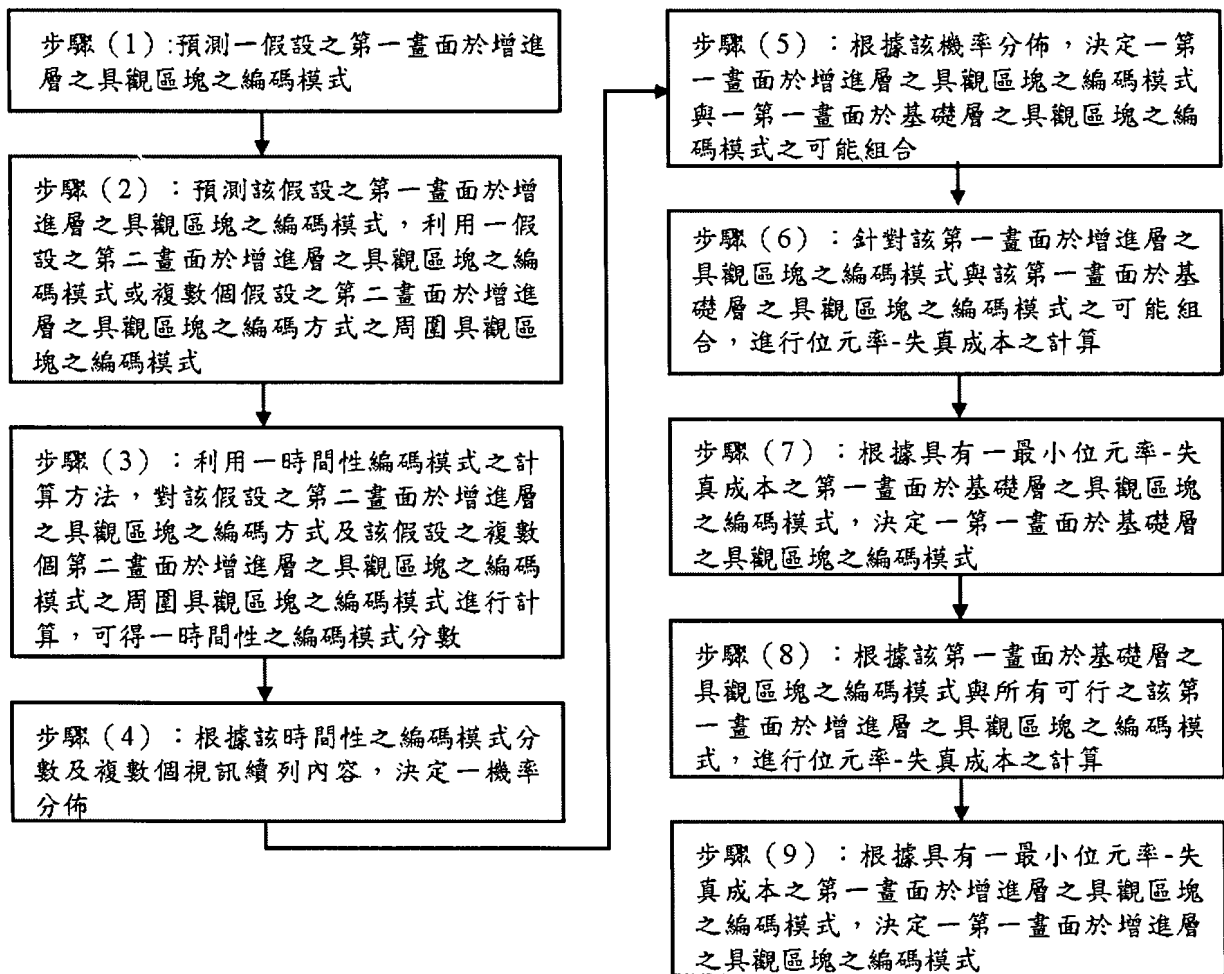 步驟（1）:預測一假設之第一畫面於增進
層之具觀區塊之編碼模式
步驟（2）：預測該假設之第一畫面於增
進層之具觀區塊之編碼模式，利用一假
設之第二畫面於增進層之具觀區塊之編
碼模式或複數個假設之第二畫面於增進
層之具觀區塊之編碼方式之周圍具觀區
塊之編碼模式
步驟（3）：利用一時間性編碼模式之計
算方法，對該假設之第二畫面於增進層
之具觀區塊之編碼方式及該假設之複數
個第二畫面於增進層之具觀區塊之編碼
模式之周圍具觀區塊之編碼模式進行計
算，可得一時間性之編碼模式分數
步驟（4）：根據該時間性之編碼模式分
數及複數個視訊續列內容，決定一機率
分佈
步驟（5）：根據該機率分佈，決定一第
一畫面於增進層之具觀區塊之編碼模式
與一第一畫面於基礎層之具觀區塊之編
碼模式之可能組合
步驟（6）：針對該第一畫面於增進層之
具觀區塊之編碼模式與該第一畫面於基
礎層之具觀區塊之編碼模式之可能組
合，進行位元率-失真成本之計算
步驟（7）：根據具有一最小位元率-失
真成本之第一畫面於基礎層之具觀區塊
之編碼模式，決定一第一畫面於基礎層
之具觀區塊之編碼模式
步驟（8）：根據該第一畫面於基礎層之
具觀區塊之編碼模式與所有可行之該第
一畫面於增進層之具觀區塊之編碼模
式，進行位元率-失真成本之計算
步驟（9）：根據具有一最小位元率-失
真成本之第一畫面於增進層之具觀區塊
之編碼模式，決定一第一畫面於增進層
之具觀區塊之編碼模式